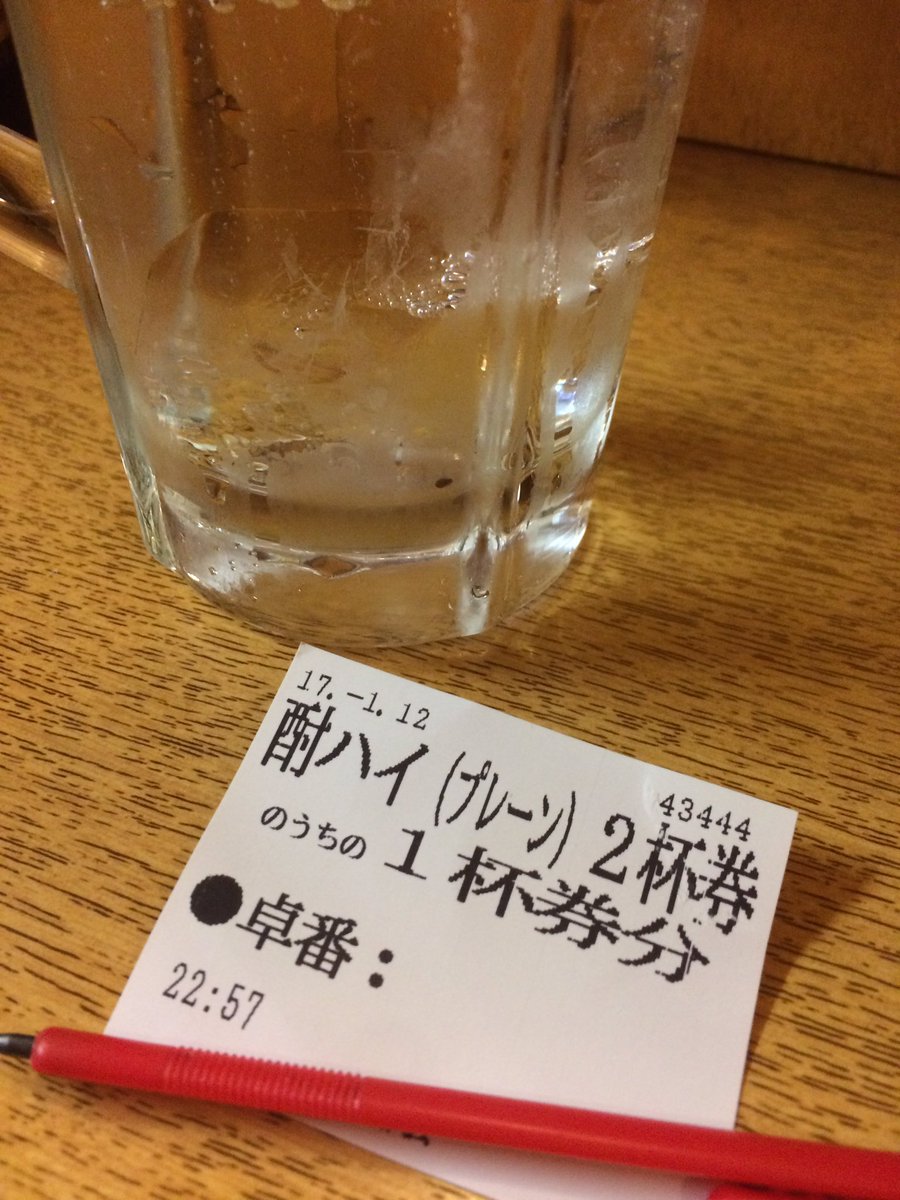 17.-1.12
43444
酎ハイ(プレーン)2杯券
のうちの1杯券分
●卓番:
22:57